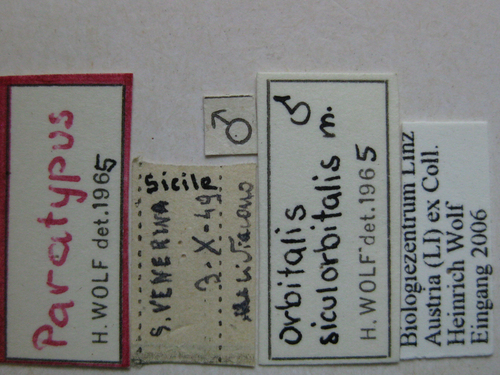 Paratypus
H. WOLF det. 1965
Sicile
S. VENERINA
2·X·49
♂
Orbitalis ♂
siculorbitalis m.
H. WOLF det. 1965
Biologiezentrum Linz
Austria (LI) ex Coll.
Heinrich Wolf
Eingang 2006